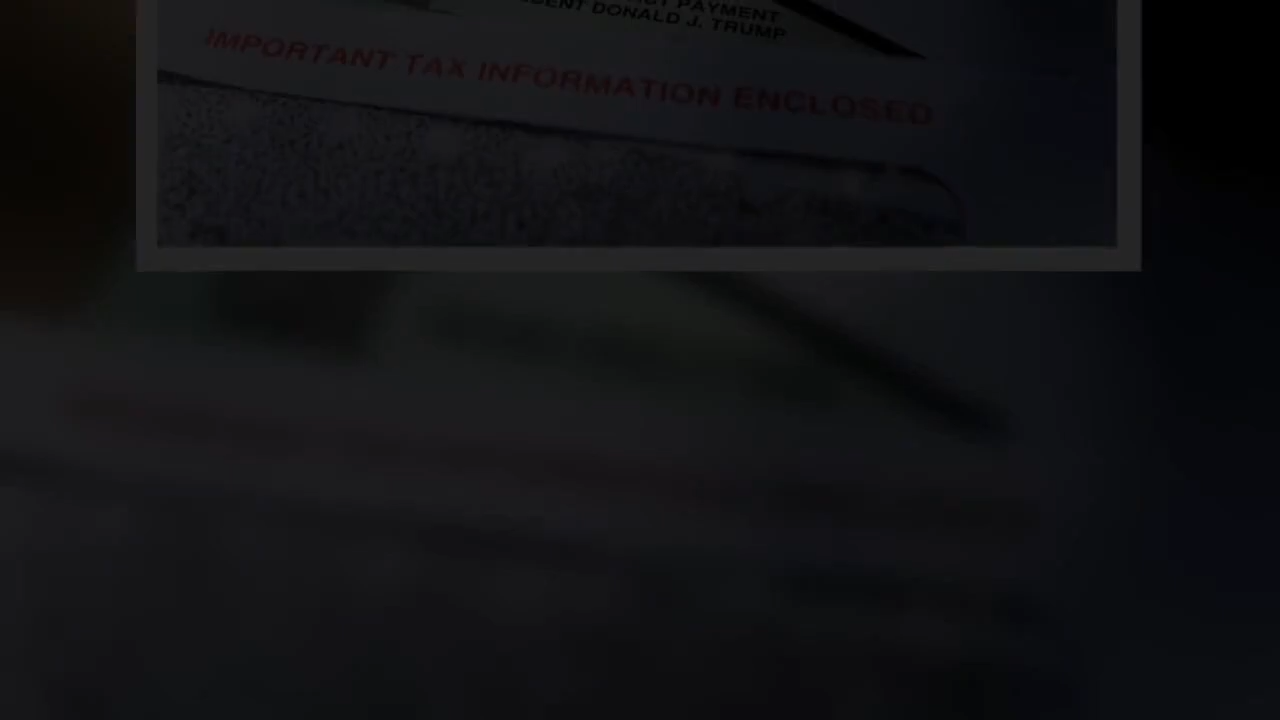 PAYMENT
DONALD J. TRUMP
IMPORTANT TAX INFORMATION ENCLOSED